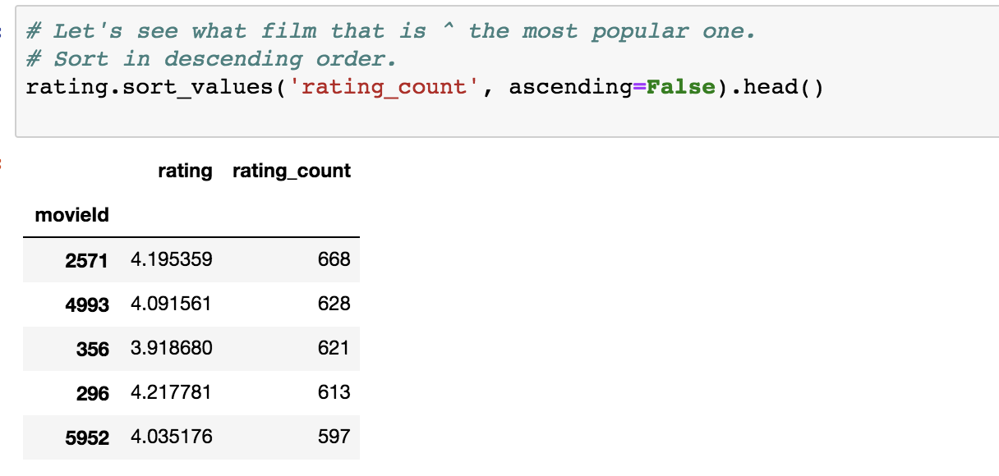 # Let's see what film that is ^ the most popular one.
# Sort in descending order.
rating.sort_values('rating_count', ascending=False).head()
rating rating_count
movieId
2571 4.195359 668
4993 4.091561 628
356 3.918680 621
296 4.217781 613
5952 4.035176 597